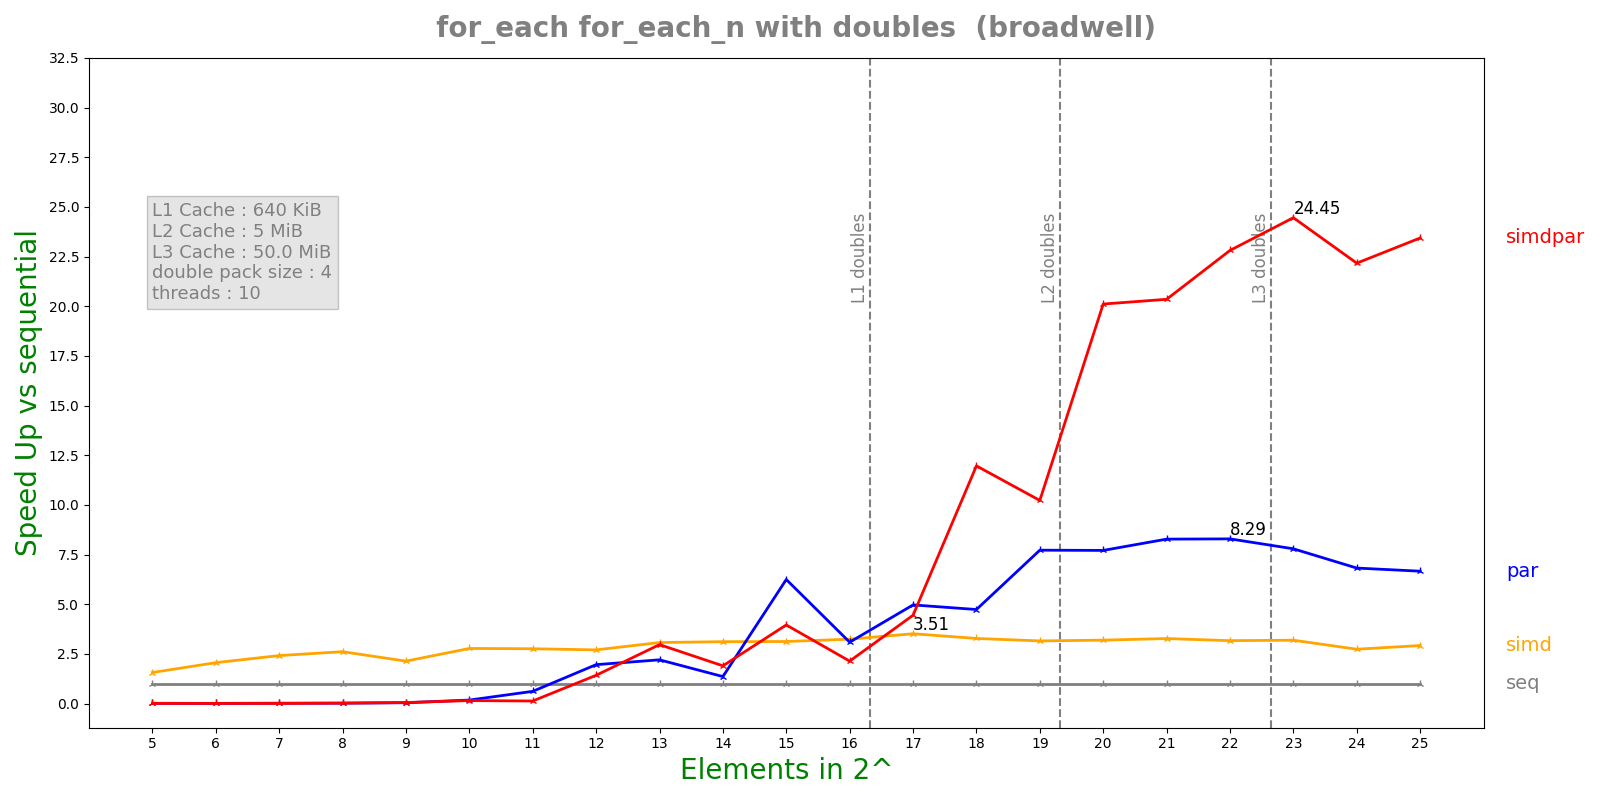 for_each for_each_n with doubles  (broadwell)
Speed Up vs sequential
32.5
30.0
27.5
25.0
22.5
20.0
17.5
15.0
12.5
10.0
7.5
5.0
2.5
0.0
L1 Cache : 640 KiB
L2 Cache : 5 MiB
L3 Cache : 50.0 MiB
double pack size : 4
threads : 10
L1 doubles
L2 doubles
L3 doubles
24.45
8.29
3.51
simdpar
par
simd
seq
5 6 7 8 9 10 11 12 13 14 15 16 17 18 19 20 21 22 23 24 25
Elements in 2^